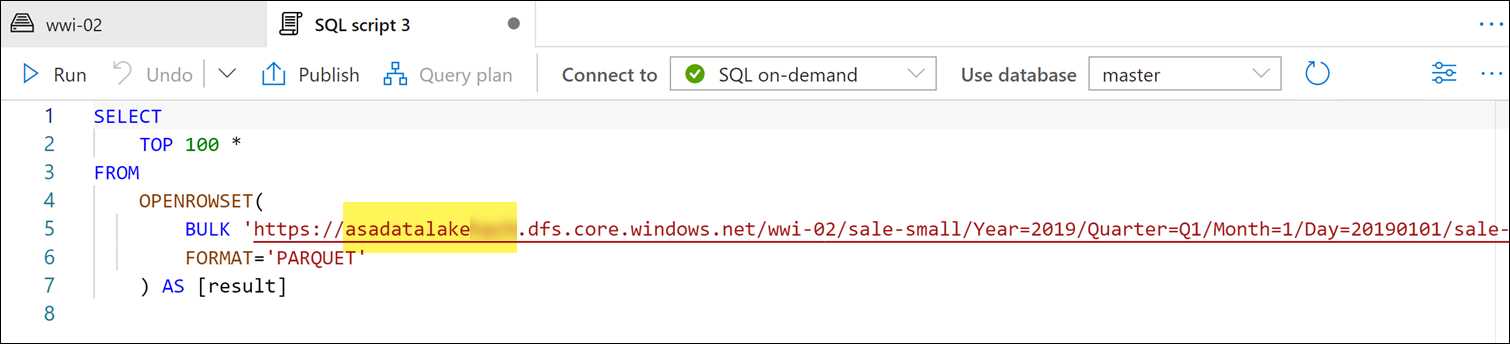 wwi-02
SQL script 3
Run Undo Publish Query plan Connect to SQL on-demand Use database master
1 SELECT
2 TOP 100 *
3 FROM
4 OPENROWSET(
5 BULK 'https://asadatalake .dfs.core.windows.net/wwi-02/sale-small/Year=2019/Quarter=Q1/Month=1/Day=20190101/sale-
6 FORMAT='PARQUET'
7 ) AS [result]
8